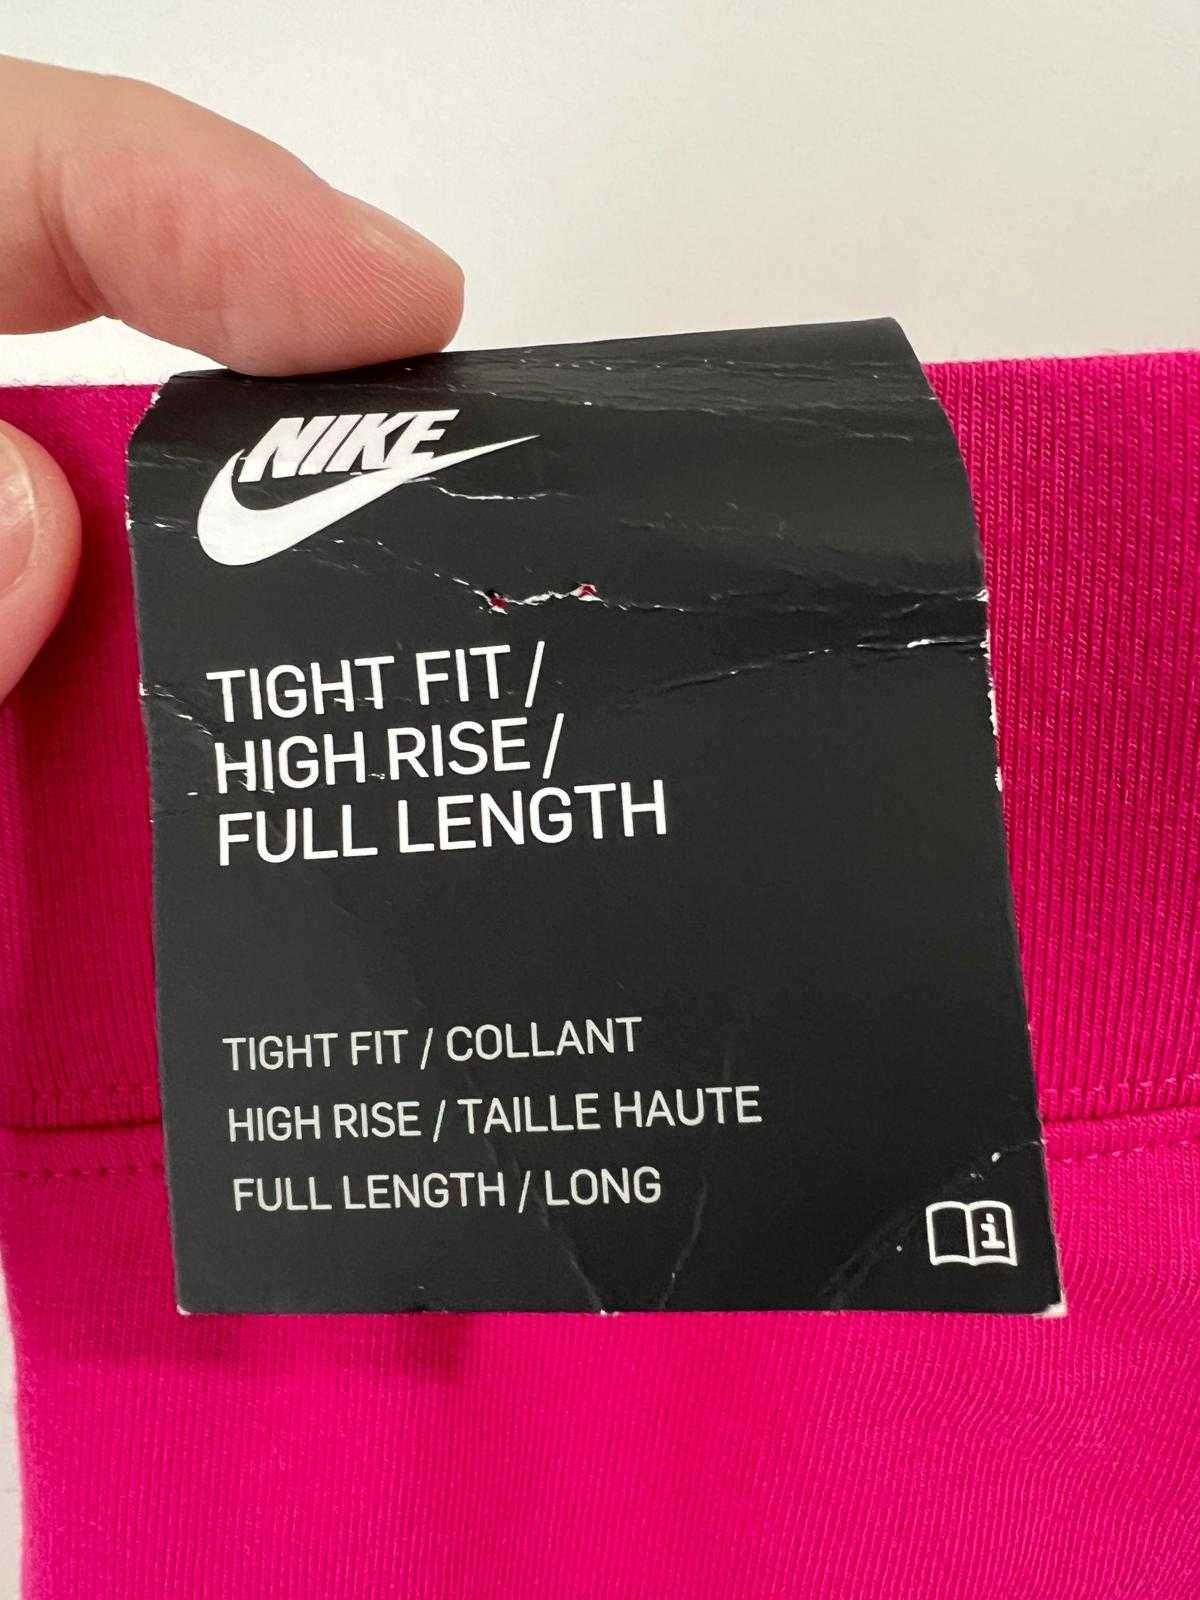 NIKE
TIGHT FIT /
HIGH RISE /
FULL LENGTH
TIGHT FIT / COLLANT
HIGH RISE / TAILLE HAUTE
FULL LENGTH / LONG
i